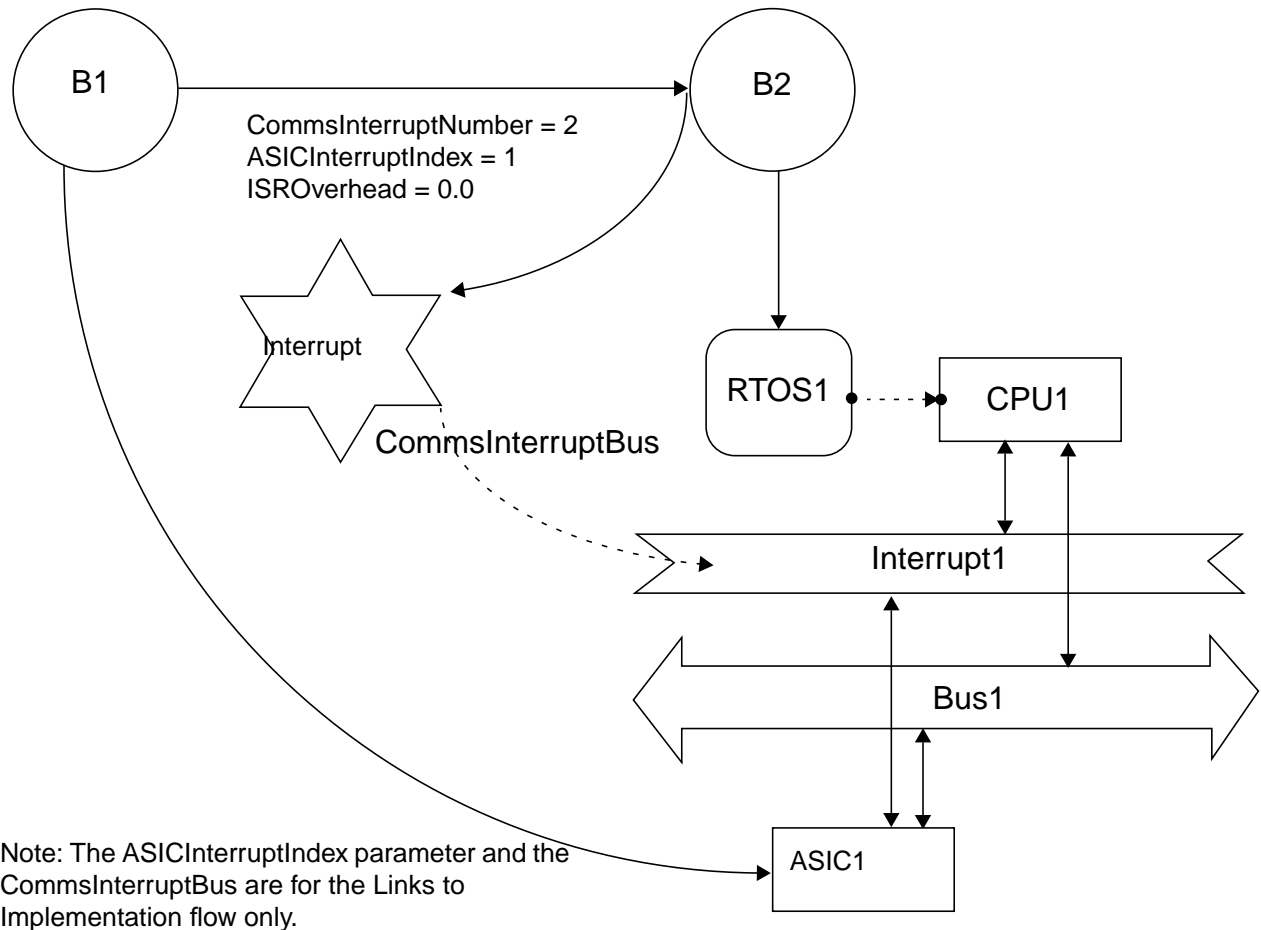 B1
B2
CommsInterruptNumber = 2
ASICInterruptIndex = 1
ISROverhead = 0.0
Interrupt
RTOS1
CPU1
CommsInterruptBus
Interrupt1
Bus1
ASIC1
Note: The ASICInterruptIndex parameter and the
CommsInterruptBus are for the Links to
Implementation flow only.